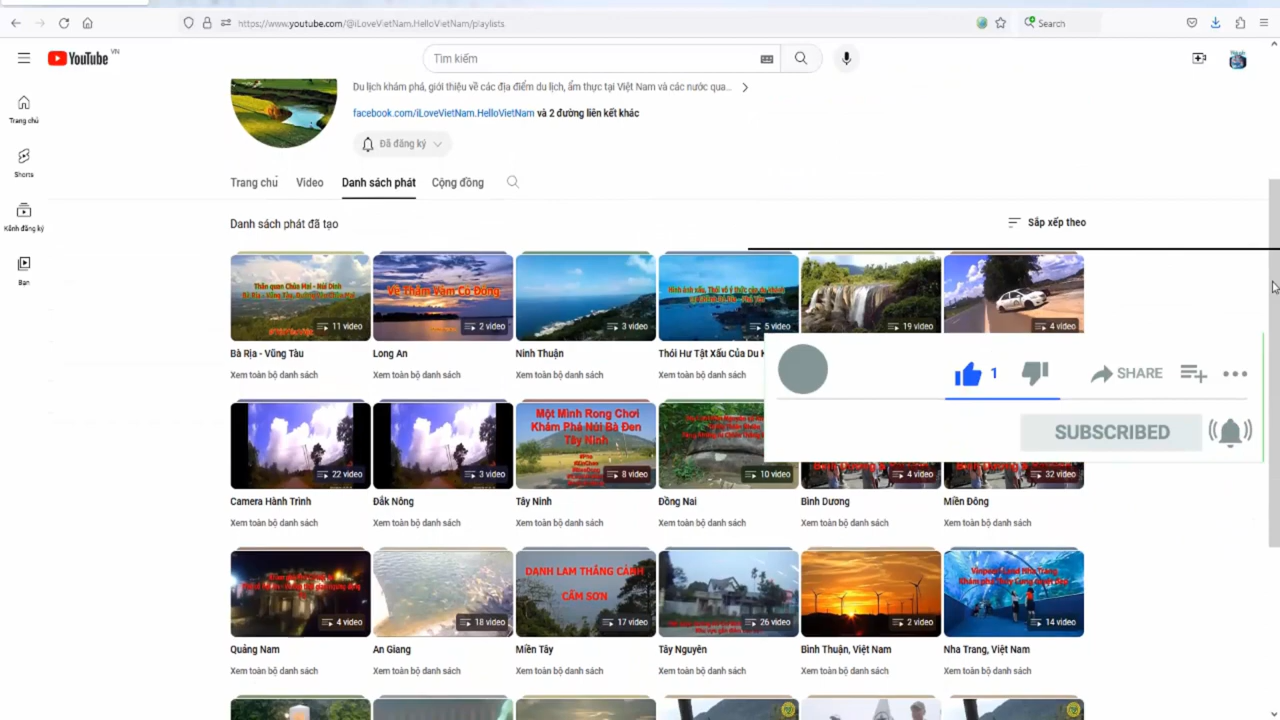 https://www.youtube.com/@iLoveVietNam.HelloVietNam/playlists
Search
YouTube VN
Tìm kiếm
Du lịch khám phá, giới thiệu về các địa điểm du lịch, ẩm thực tại Việt Nam và các nước qua...
facebook.com/iLoveVietNam.HelloVietNam và 2 đường liên kết khác
Đã đăng ký
Trang chủ
Shorts
Kênh đăng ký
Bạn
Trang chủ Video Danh sách phát Cộng đồng
Danh sách phát đã tạo
Sắp xếp theo
Về Thăm Vàm Cỏ Đông
11 video
2 video
3 video
5 video
19 video
4 video
Bà Rịa - Vũng Tàu
Long An
Ninh Thuận
Thói Hư Tật Xấu Của Du
Xem toàn bộ danh sách
Xem toàn bộ danh sách
Xem toàn bộ danh sách
Xem toàn bộ danh sách
1
SHARE
SUBSCRIBED
Một Mình Rong Chơi
Khám Phá Núi Bà Đen
Tây Ninh
22 video
3 video
8 video
10 video
4 video
32 video
Camera Hành Trình
Đắk Nông
Tây Ninh
Đồng Nai
Bình Dương
Miền Đông
Xem toàn bộ danh sách
Xem toàn bộ danh sách
Xem toàn bộ danh sách
Xem toàn bộ danh sách
Xem toàn bộ danh sách
Xem toàn bộ danh sách
DANH LAM THẮNG CẢNH
CẤM SƠN
4 video
18 video
17 video
26 video
2 video
14 video
Quảng Nam
An Giang
Miền Tây
Tây Nguyên
Bình Thuận, Việt Nam
Nha Trang, Việt Nam
Xem toàn bộ danh sách
Xem toàn bộ danh sách
Xem toàn bộ danh sách
Xem toàn bộ danh sách
Xem toàn bộ danh sách
Xem toàn bộ danh sách